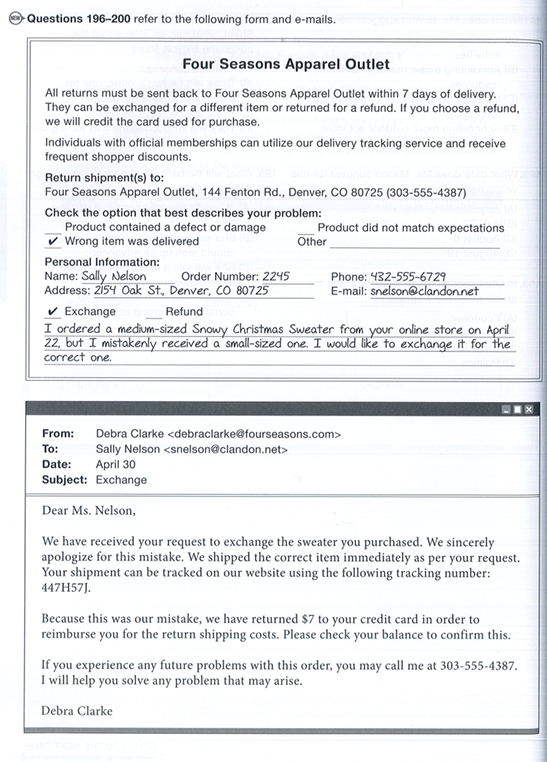 NEW Questions 196–200 refer to the following form and e-mails.
Four Seasons Apparel Outlet
All returns must be sent back to Four Seasons Apparel Outlet within 7 days of delivery.
They can be exchanged for a different item or returned for a refund. If you choose a refund,
we will credit the card used for purchase.
Individuals with official memberships can utilize our delivery tracking service and receive
frequent shopper discounts.
Return shipment(s) to:
Four Seasons Apparel Outlet, 144 Fenton Rd., Denver, CO 80725 (303-555-4387)
Check the option that best describes your problem:
__ Product contained a defect or damage __ Product did not match expectations
✔ Wrong item was delivered Other
Personal Information:
Name: Sally Nelson Order Number: 2245 Phone: 432-555-6729
Address: 2154 Oak St., Denver, CO 80725 E-mail: snelson@clandon.net
✔ Exchange __ Refund
I ordered a medium-sized Snowy Christmas Sweater from your online store on April
22, but I mistakenly received a small-sized one. I would like to exchange it for the
correct one.
From: Debra Clarke <debraclarke@fourseasons.com>
To: Sally Nelson <snelson@clandon.net>
Date: April 30
Subject: Exchange
Dear Ms. Nelson,
We have received your request to exchange the sweater you purchased. We sincerely
apologize for this mistake. We shipped the correct item immediately as per your request.
Your shipment can be tracked on our website using the following tracking number:
447H57J.
Because this was our mistake, we have returned $7 to your credit card in order to
reimburse you for the return shipping costs. Please check your balance to confirm this.
If you experience any future problems with this order, you may call me at 303-555-4387.
I will help you solve any problem that may arise.
Debra Clarke